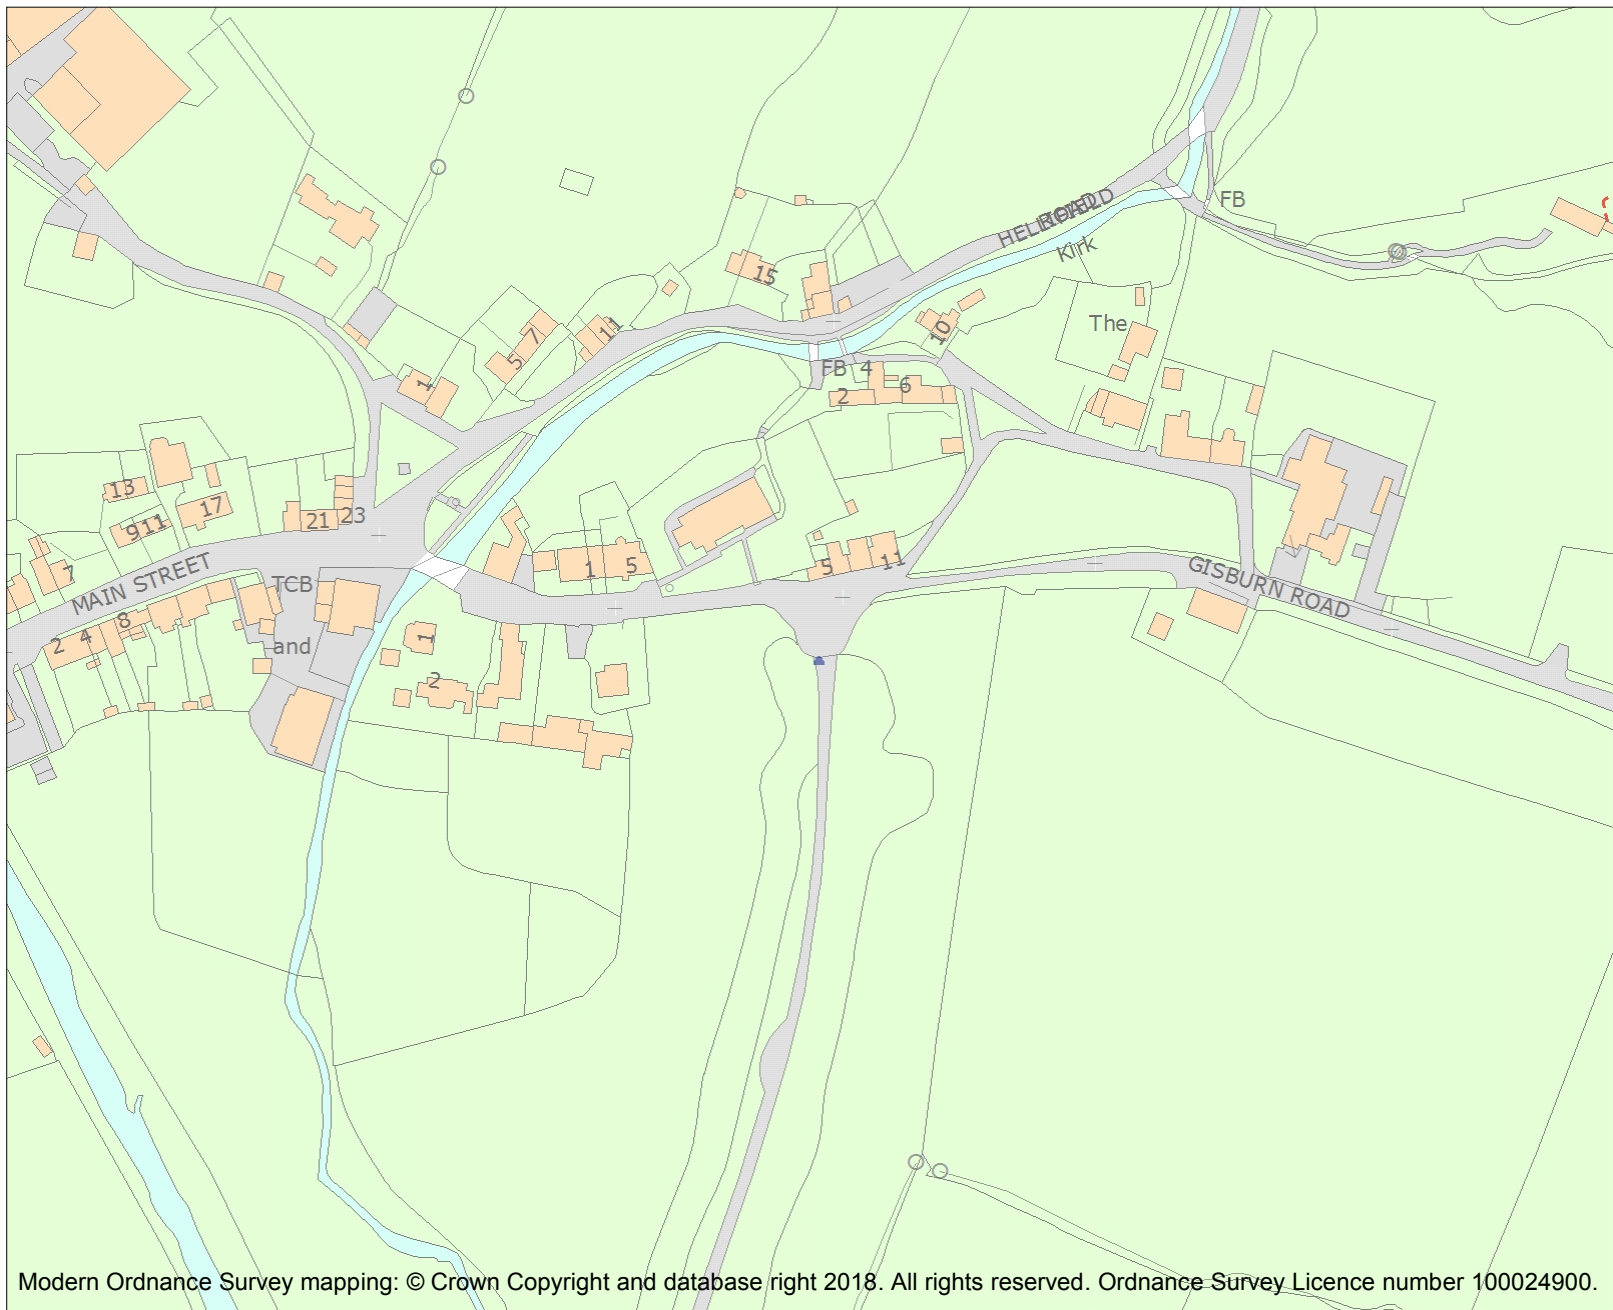 FB
HELLIFIELD ROAD
Kirk
15
The
10
11
7
5
1
FB 4
2
6
13
17
9
11
21
23
7
MAIN STREET
TCB
1
5
5
11
GISBURN ROAD
2
4
8
and
1
2
Modern Ordnance Survey mapping: © Crown Copyright and database right 2018. All rights reserved. Ordnance Survey Licence number 100024900.